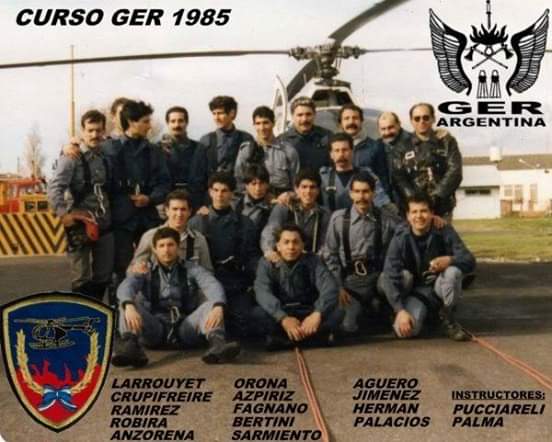 CURSO GER 1985
GER
ARGENTINA
LARROUYET
CRUPIFREIRE
RAMIREZ
ROBIRA
ANZORENA
ORONA
AZPIRIZ
FAGNANO
BERTINI
SARMIENTO
AGUERO
JIMENEZ
HERMAN
PALACIOS
INSTRUCTORES:
PUCCIARELI
PALMA